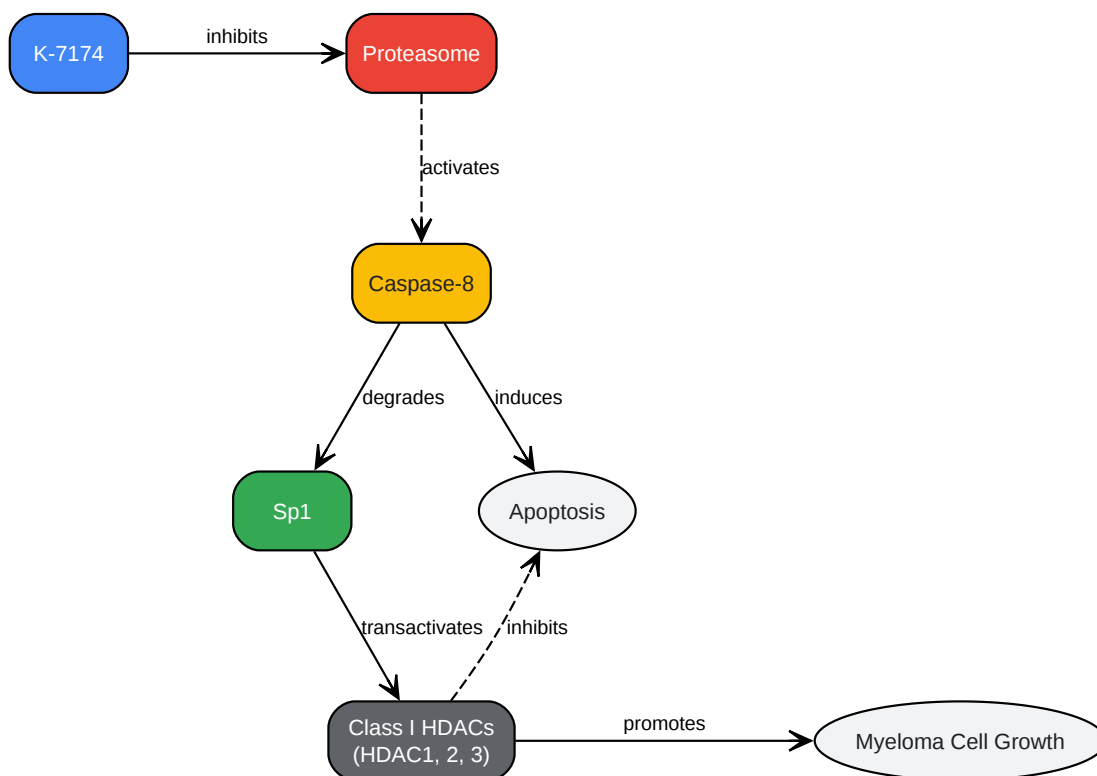 K-7174
inhibits
Proteasome
activates
Caspase-8
degrades
induces
Sp1
Apoptosis
transactivates
inhibits
Class I HDACs
(HDAC1, 2, 3)
promotes
Myeloma Cell Growth